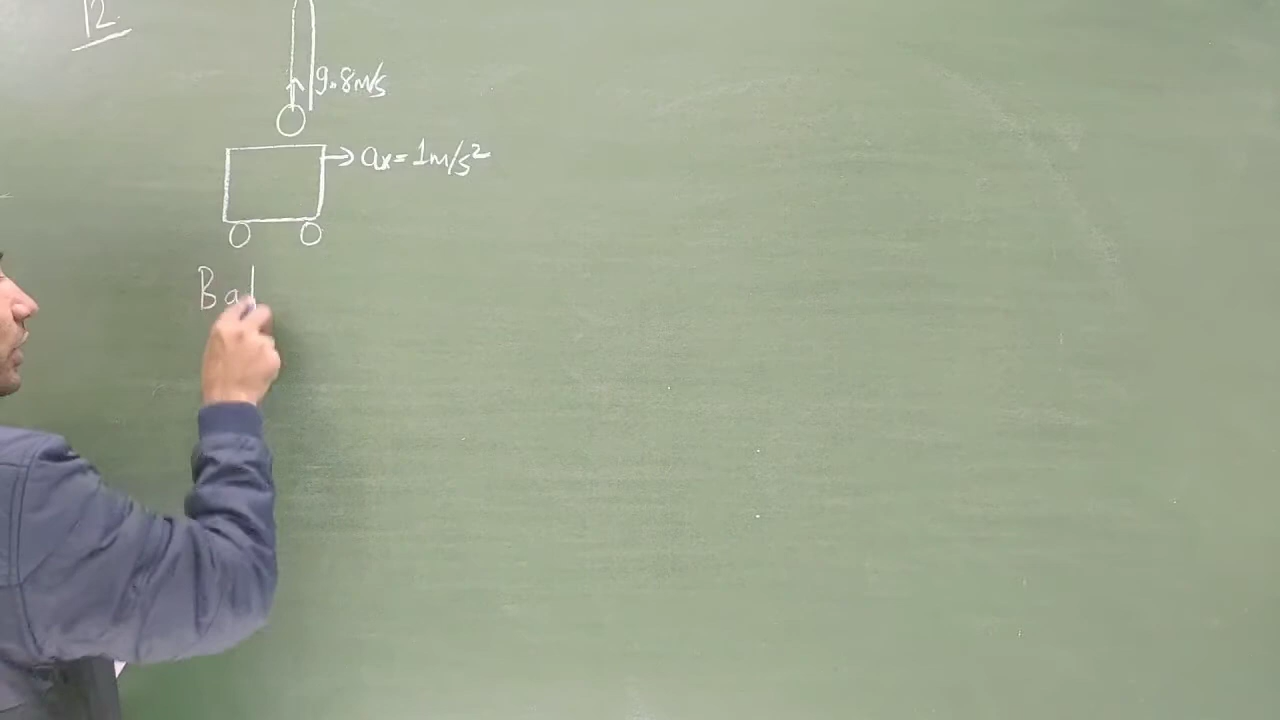 12.
9.8m/s
ax = 1m/s²
Bal